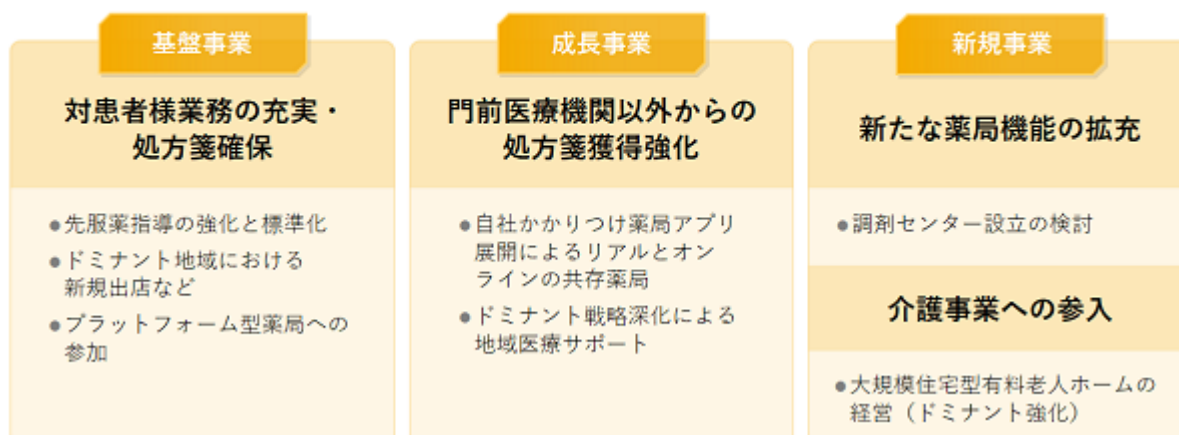 基盤事業
対患者様業務の充実・
処方箋確保
●先服薬指導の強化と標準化
●ドミナント地域における
新規出店など
●プラットフォーム型薬局への
参加
成長事業
門前医療機関以外からの
処方箋獲得強化
●自社かかりつけ薬局アプリ
展開によるリアルとオン
ラインの共存薬局
●ドミナント戦略深化による
地域医療サポート
新規事業
新たな薬局機能の拡充
●調剤センター設立の検討
介護事業への参入
●大規模住宅型有料老人ホームの
経営（ドミナント強化）